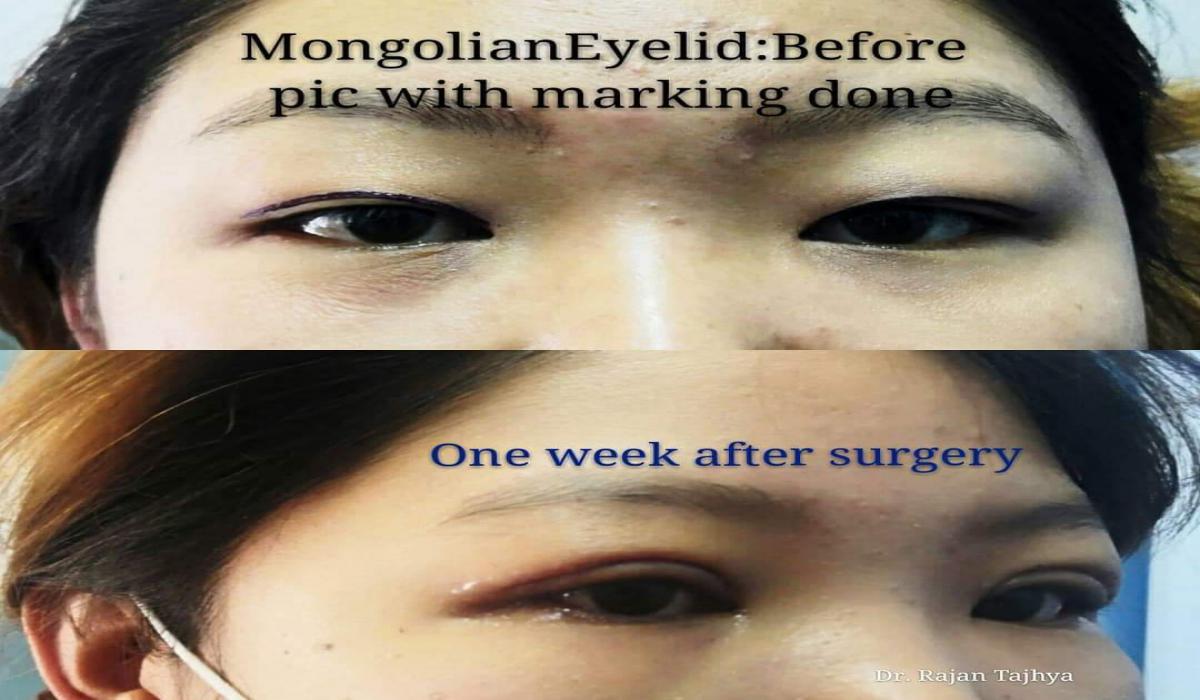 MongolianEyelid:Before
pic with marking done
One week after surgery
Dr. Rajan Tajhya